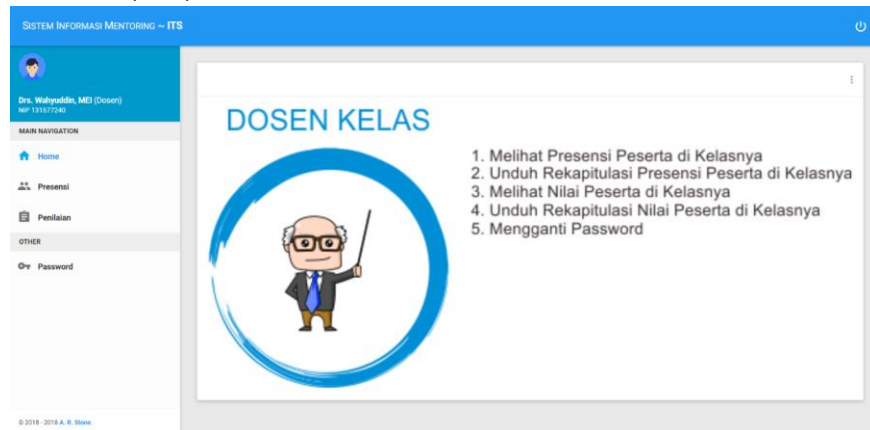 SISTEM INFORMASI MENTORING ~ ITS
Drs. Wahyuddin, MEI (Dosen)
NIP 131577240
MAIN NAVIGATION
Home
Presensi
Penilaian
OTHER
Password
DOSEN KELAS
1. Melihat Presensi Peserta di Kelasnya
2. Unduh Rekapitulasi Presensi Peserta di Kelasnya
3. Melihat Nilai Peserta di Kelasnya
4. Unduh Rekapitulasi Nilai Peserta di Kelasnya
5. Mengganti Password
© 2018 - 2018 A. R.